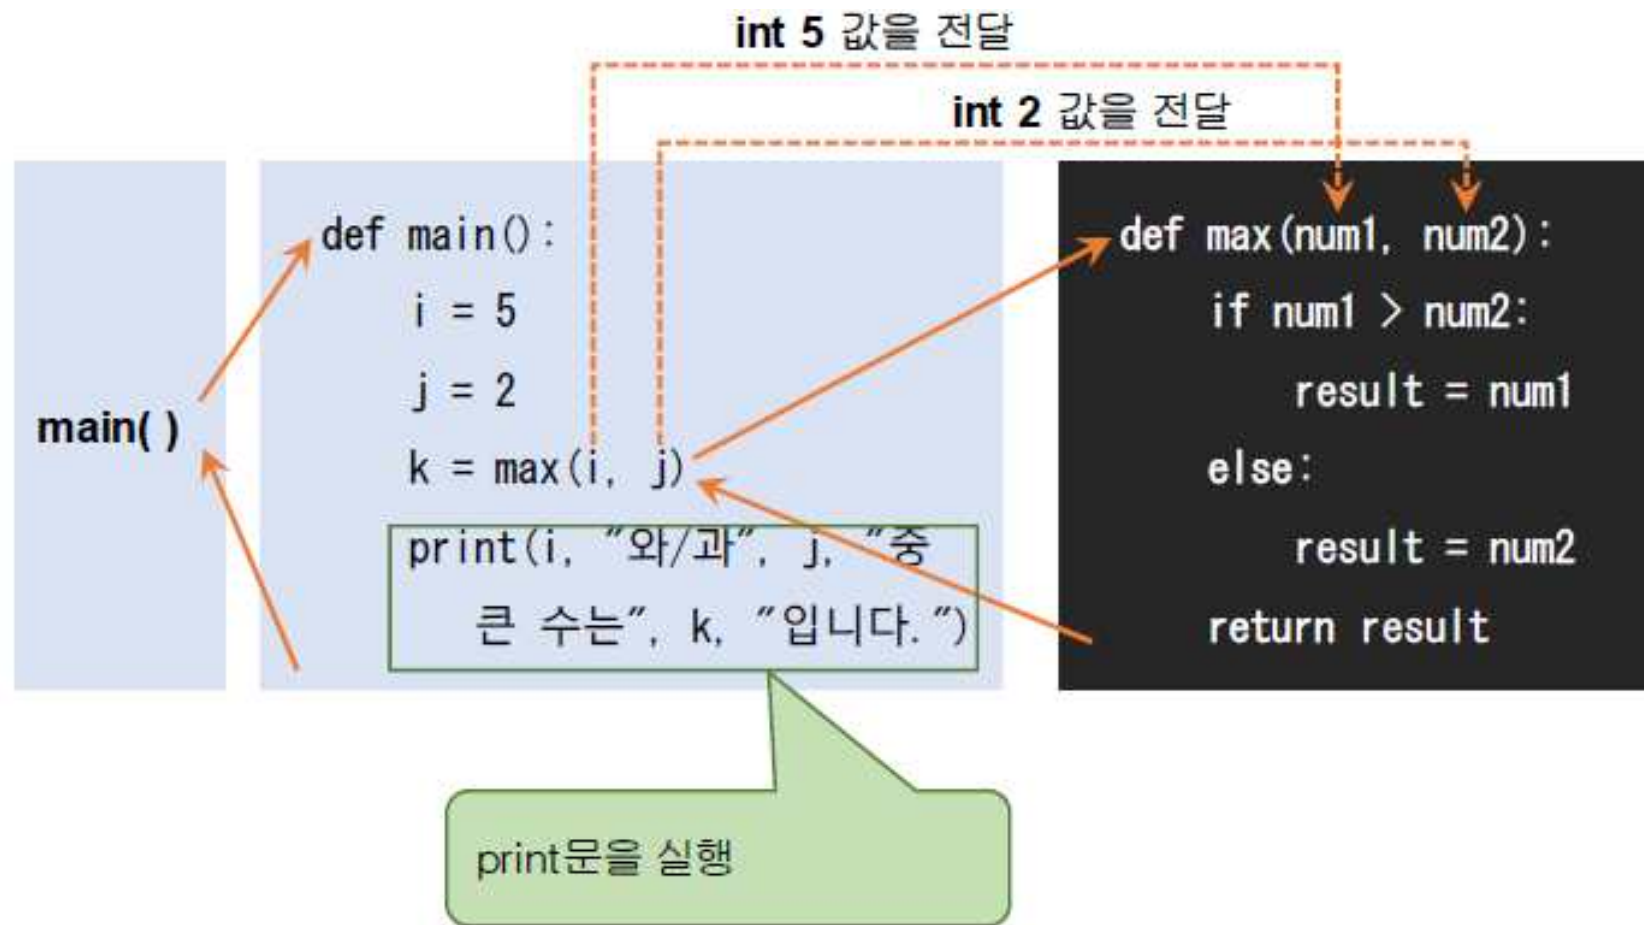 int 5 값을 전달
int 2 값을 전달
main( )
def main():
i = 5
j = 2
k = max(i, j)
print(i, "와/과", j, "중
큰 수는", k, "입니다.")
def max(num1, num2):
if num1 > num2:
result = num1
else:
result = num2
return result
print문을 실행